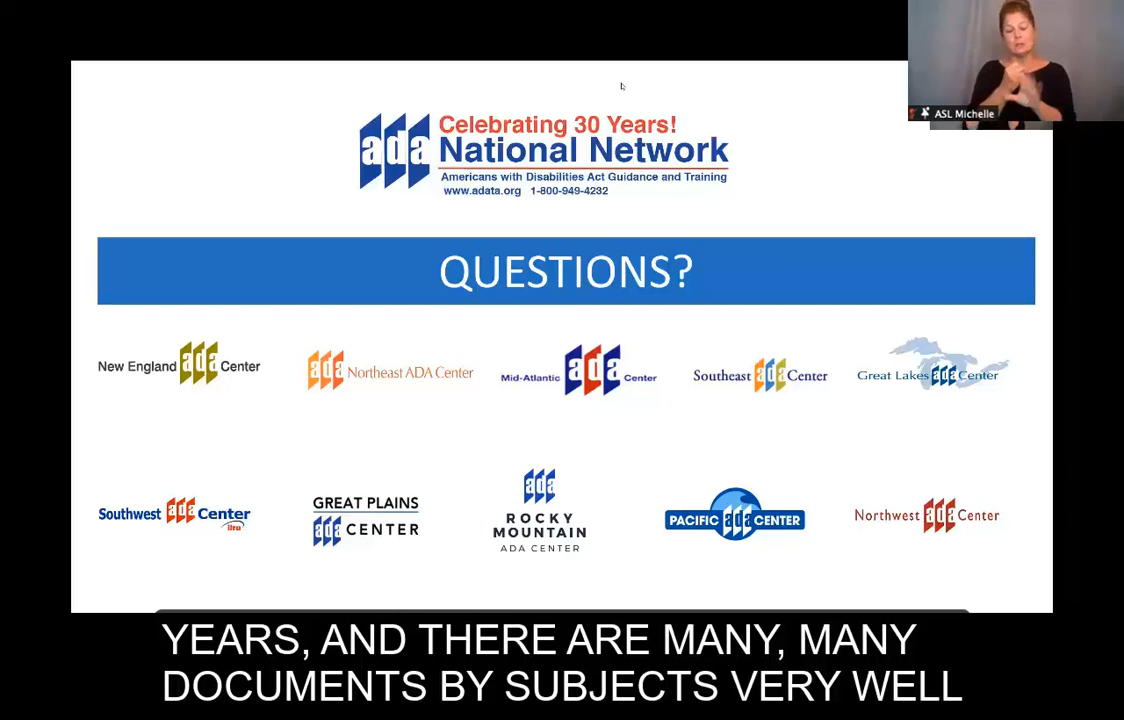 ASL Michelle
ada
Celebrating 30 Years!
National Network
Americans with Disabilities Act Guidance and Training
www.adata.org 1-800-949-4232
QUESTIONS?
New England ada Center
ada Northeast ADA Center
Mid-Atlantic ada Center
Southeast ada Center
Great Lakes ada Center
Southwest ada Center
ilru
GREAT PLAINS
ada CENTER
ada
ROCKY
MOUNTAIN
ADA CENTER
PACIFIC ada CENTER
Northwest ada Center
YEARS, AND THERE ARE MANY, MANY
DOCUMENTS BY SUBJECTS VERY WELL